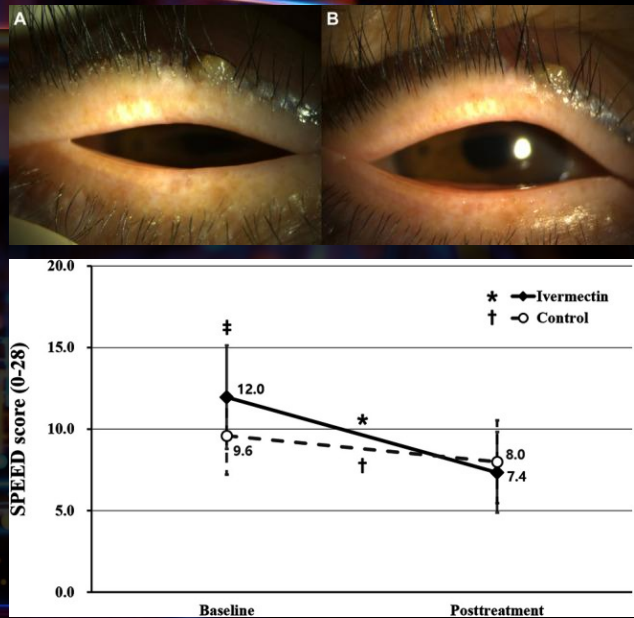 A
B
20.0
15.0
10.0
5.0
0.0
SPEED score (0-28)
* Ivermectin
† Control
‡
12.0
9.6
*
†
8.0
7.4
Baseline
Posttreatment